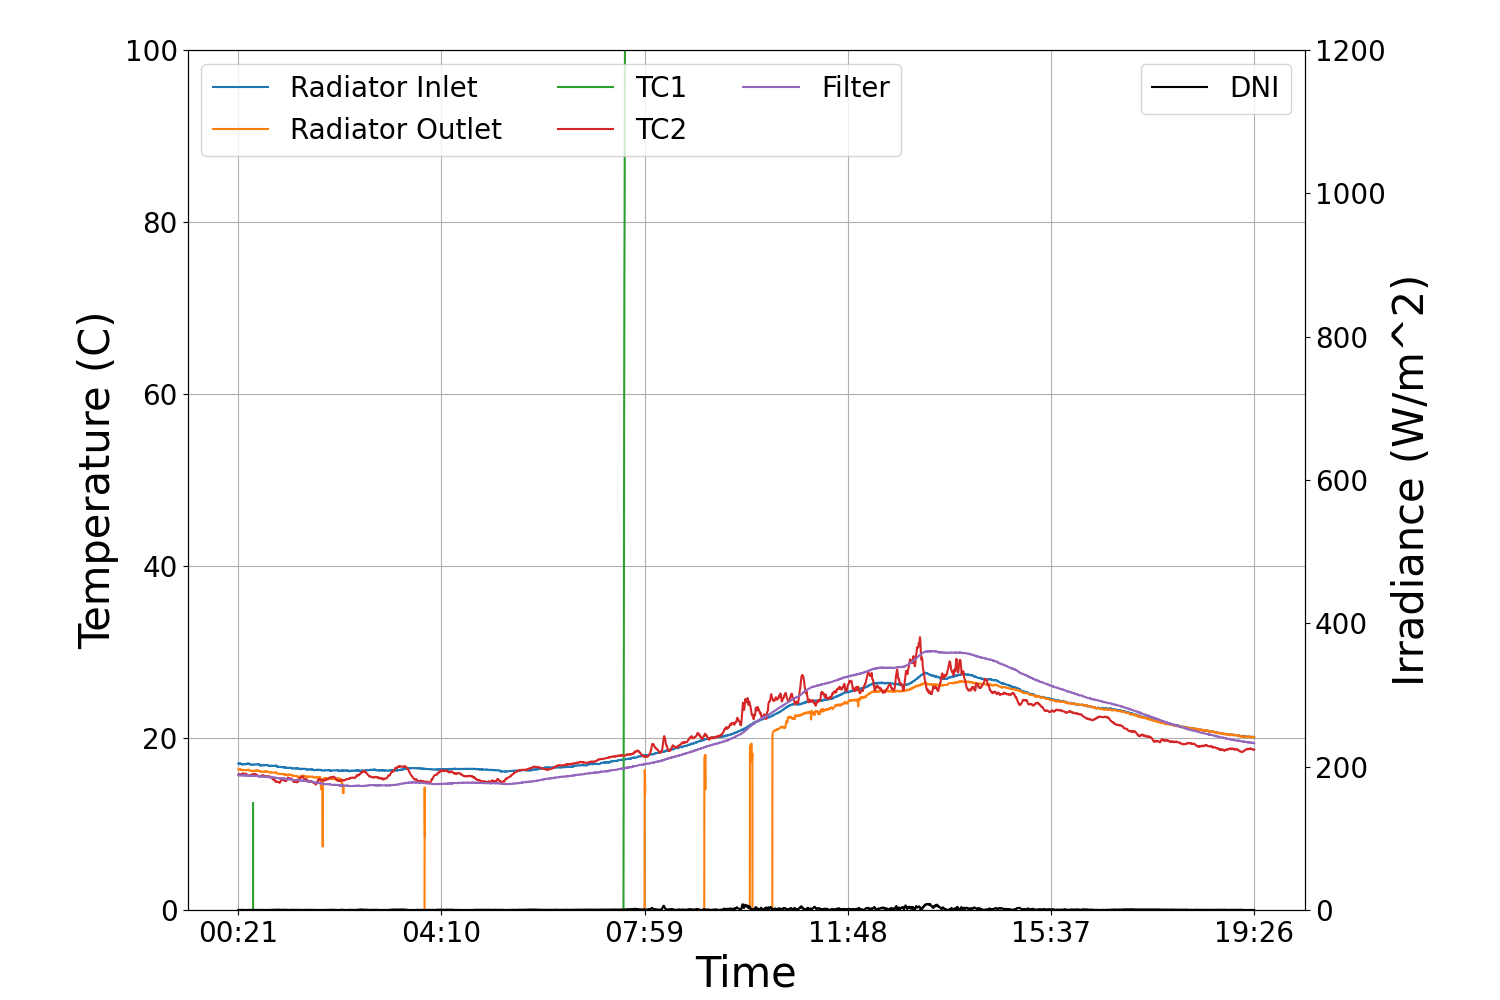 100
80
60
40
20
0
Temperature (C)
Radiator Inlet
Radiator Outlet
TC1
TC2
Filter
DNI
1200
1000
800
600
400
200
0
Irradiance (W/m^2)
00:21 04:10 07:59 11:48 15:37 19:26
Time